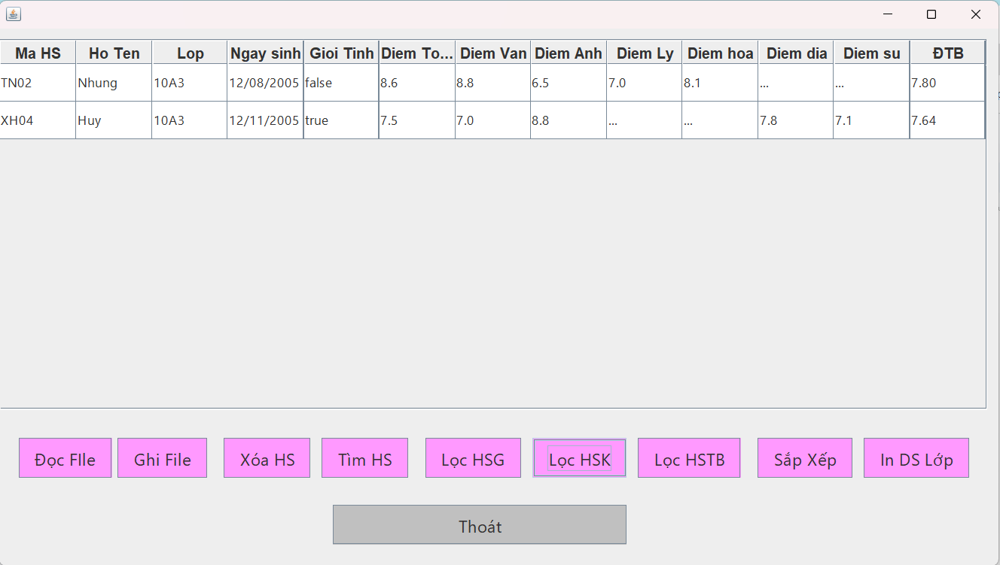 Ma HS Ho Ten Lop Ngay sinh Gioi Tinh Diem To... Diem Van Diem Anh Diem Ly Diem hoa Diem dia Diem su ĐTB
TN02 Nhung 10A3 12/08/2005 false 8.6 8.8 6.5 7.0 8.1 ... ... 7.80
XH04 Huy 10A3 12/11/2005 true 7.5 7.0 8.8 ... ... 7.8 7.1 7.64
Đọc FIle Ghi File Xóa HS Tìm HS Lọc HSG Lọc HSK Lọc HSTB Sắp Xếp In DS Lớp
Thoát